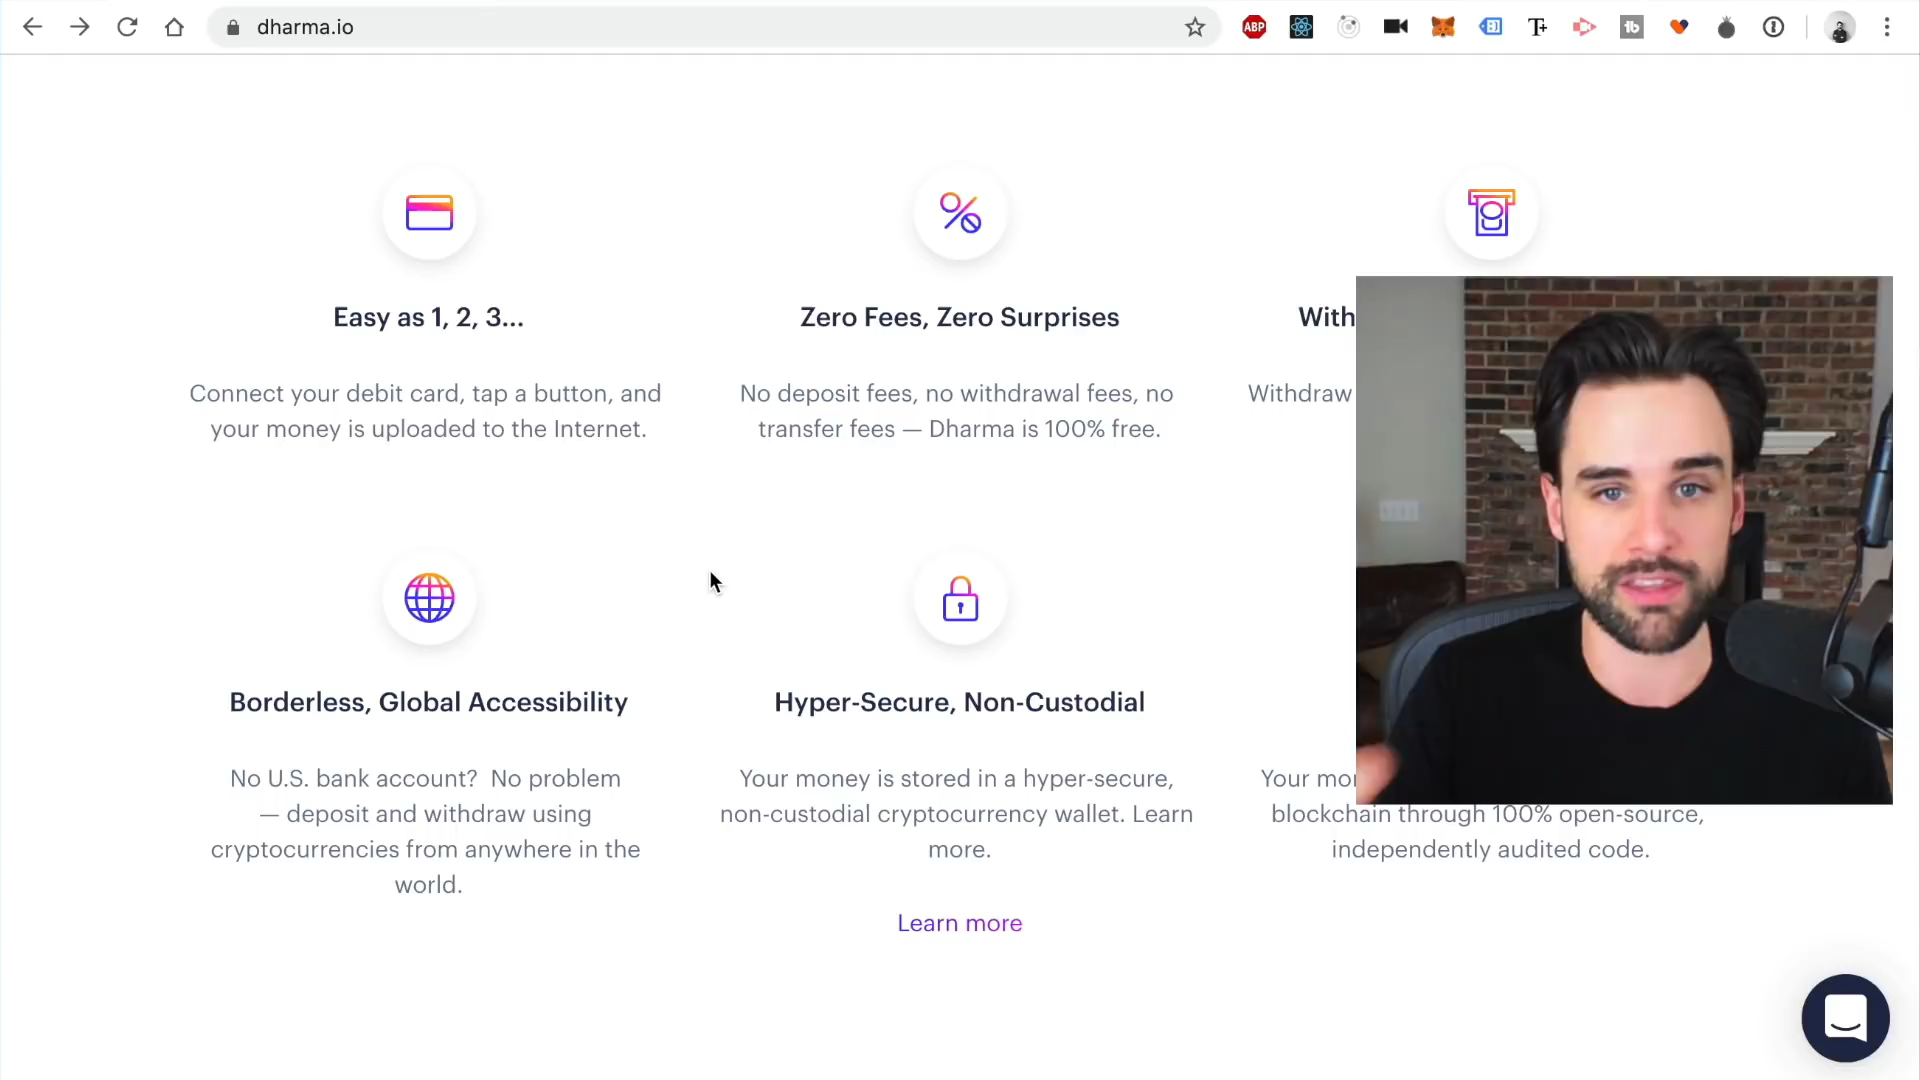 dharma.io
ABP
T+
tb
Easy as 1, 2, 3...
Connect your debit card, tap a button, and
your money is uploaded to the Internet.
Zero Fees, Zero Surprises
No deposit fees, no withdrawal fees, no
transfer fees — Dharma is 100% free.
With
Withdraw
Borderless, Global Accessibility
No U.S. bank account? No problem
— deposit and withdraw using
cryptocurrencies from anywhere in the
world.
Hyper-Secure, Non-Custodial
Your money is stored in a hyper-secure,
non-custodial cryptocurrency wallet. Learn
more.
Learn more
Your
blockchain through 100% open-source,
independently audited code.